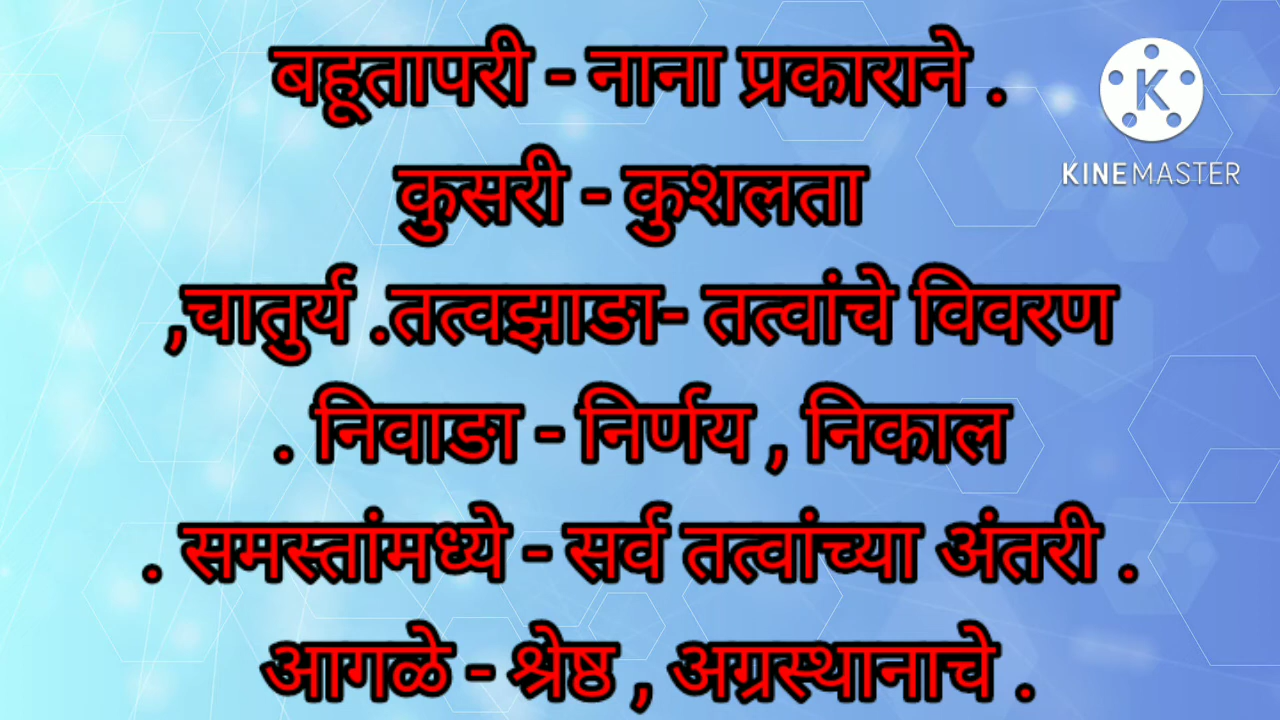 बहूतापरी - नाना प्रकाराने .
KINEMASTER
कुसरी - कुशलता
,चातुर्य .तत्वझाङा- तत्वांचे विवरण
. निवाङा - निर्णय , निकाल
. समस्तांमध्ये - सर्व तत्वांच्या अंतरी .
आगळे - श्रेष्ठ , अग्रस्थानाचे .